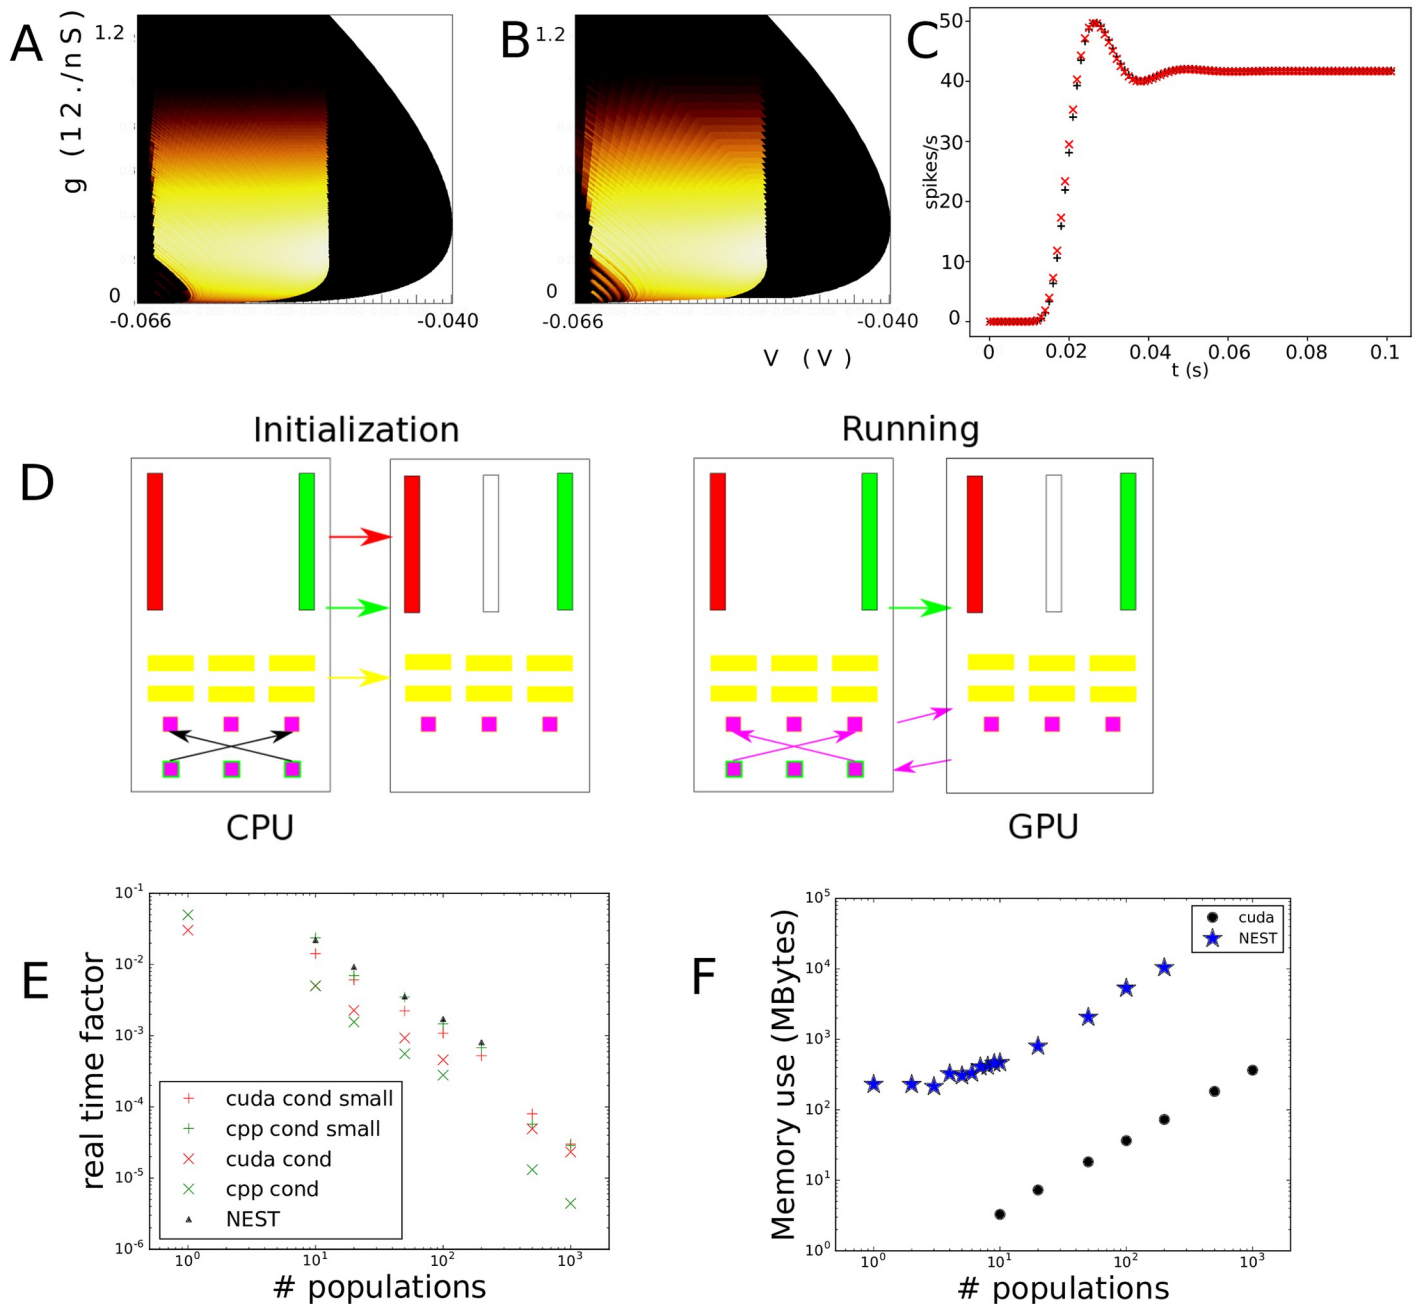 A
g (12./nS)
1.2
0
-0.066
-0.040
B
1.2
0
-0.066
-0.040
V (V)
C
spikes/s
50
40
30
20
10
0
0
0.02
0.04
0.06
0.08
0.1
t (s)
D
Initialization
Running
CPU
GPU
E
real time factor
10^-1
10^-2
10^-3
10^-4
10^-5
10^-6
cuda cond small
cpp cond small
cuda cond
cpp cond
NEST
10^0
10^1
10^2
10^3
# populations
F
Memory use (MBytes)
10^5
10^4
10^3
10^2
10^1
10^0
cuda
NEST
10^0
10^1
10^2
10^3
# populations